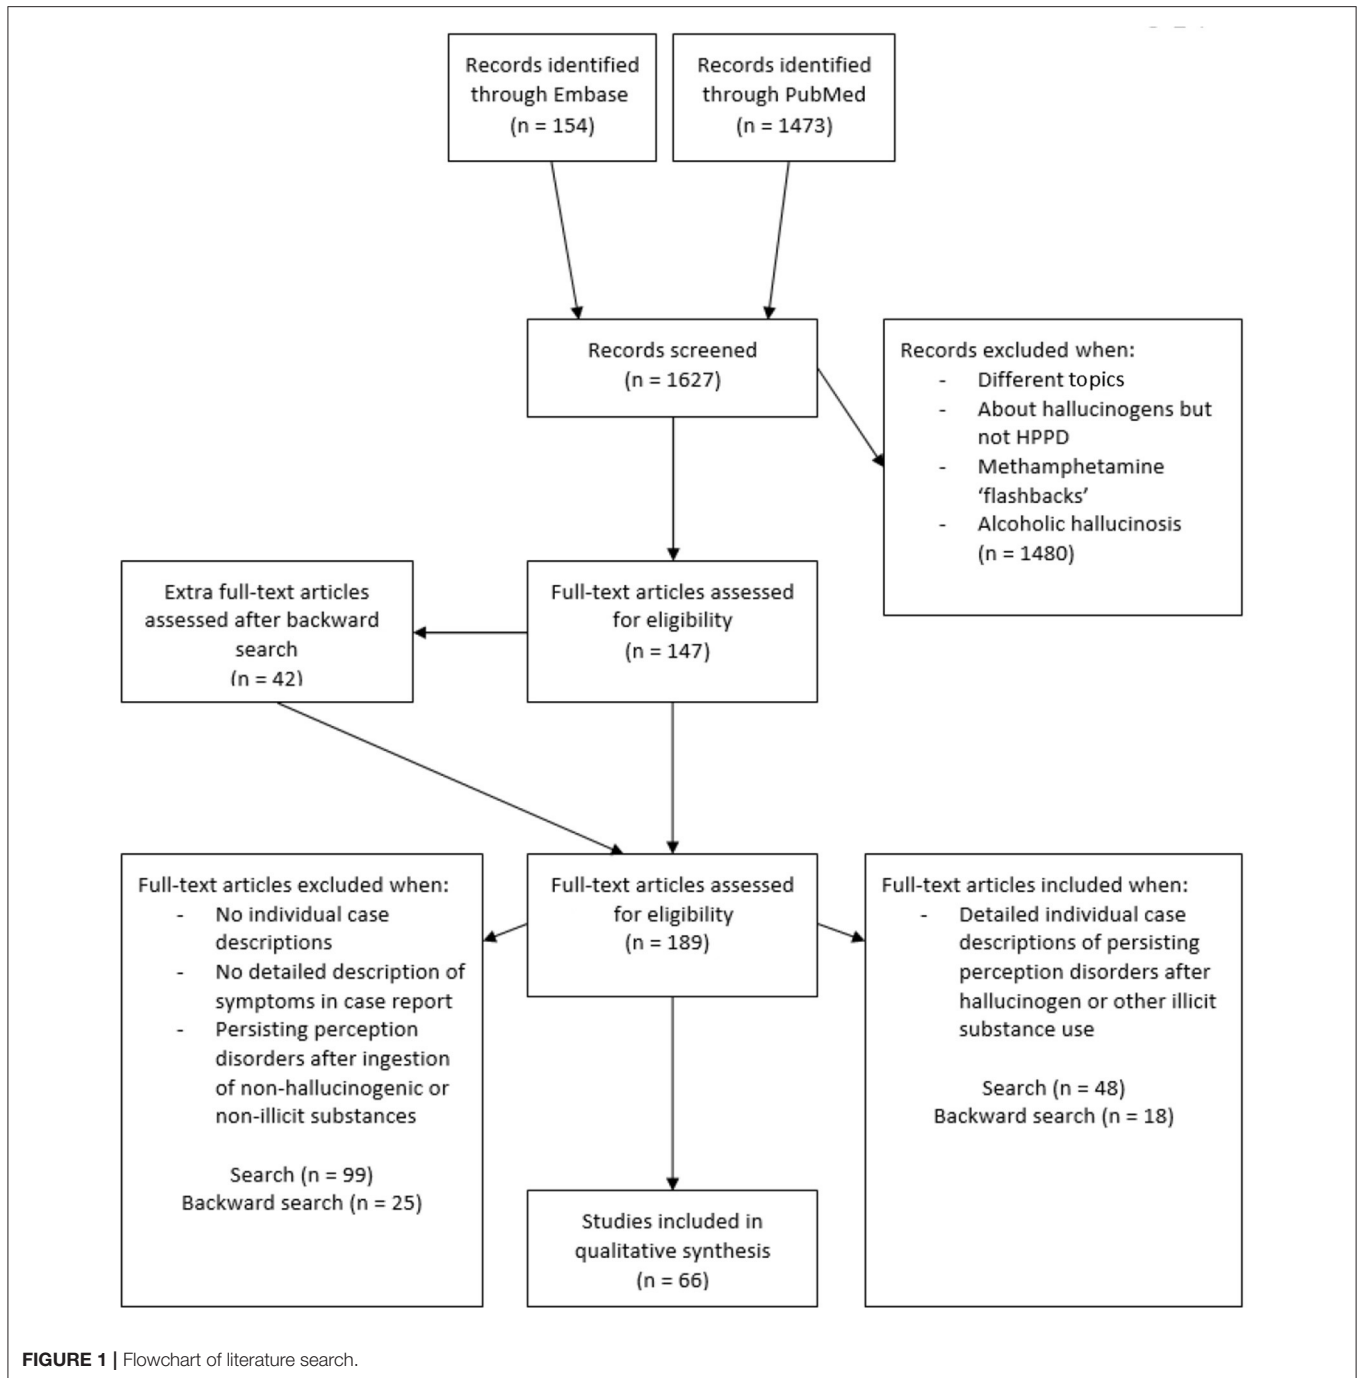 Records identified
through Embase
(n = 154)
Records identified
through PubMed
(n = 1473)
Records screened
(n = 1627)
Records excluded when:
- Different topics
- About hallucinogens but
not HPPD
- Methamphetamine
‘flashbacks’
- Alcoholic hallucinosis
(n = 1480)
Extra full-text articles
assessed after backward
search
(n = 42)
Full-text articles assessed
for eligibility
(n = 147)
Full-text articles excluded when:
- No individual case
descriptions
- No detailed description of
symptoms in case report
- Persisting perception
disorders after ingestion
of non-hallucinogenic or
non-illicit substances
Search (n = 99)
Backward search (n = 25)
Full-text articles assessed
for eligibility
(n = 189)
Full-text articles included when:
- Detailed individual case
descriptions of persisting
perception disorders after
hallucinogen or other illicit
substance use
Search (n = 48)
Backward search (n = 18)
Studies included in
qualitative synthesis
(n = 66)
FIGURE 1 | Flowchart of literature search.